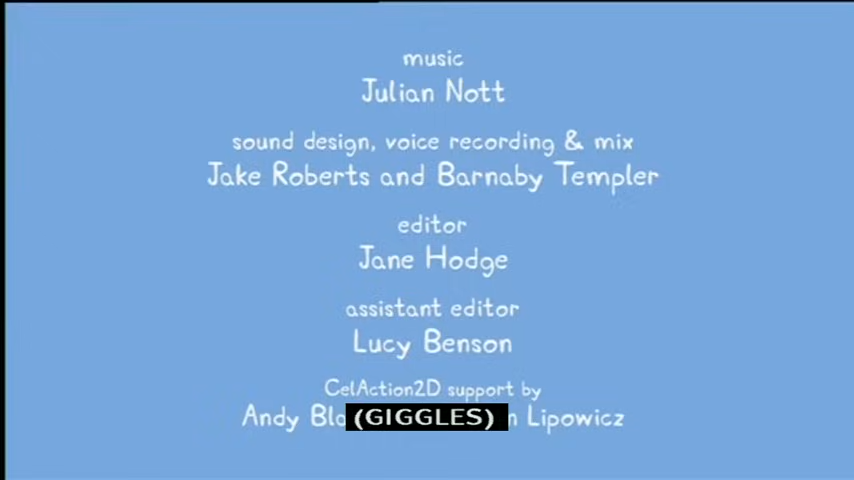 music
Julian Nott
sound design, voice recording & mix
Jake Roberts and Barnaby Templer
editor
Jane Hodge
assistant editor
Lucy Benson
CelAction2D support by
Andy Lipowicz
(GIGGLES)